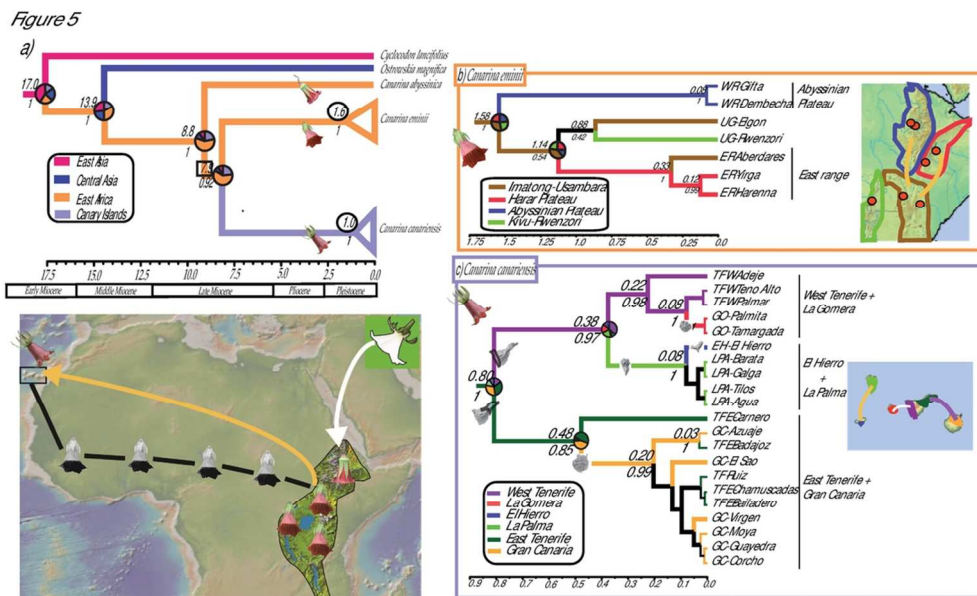 Figure 5
a)
Cyclocodon lancifolius
Ostrowskia magnifica
Canarina abyssinica
Canarina eminii
Canarina canariensis
17.0
1
13.9
1
8.8
1
7.3
0.92
1.6
1
1.0
1
East Asia
Central Asia
East Africa
Canary Islands
17.5 15.0 12.5 10.0 7.5 5.0 2.5 0.0
Early Miocene Middle Miocene Late Miocene Pliocene Pleistocene
b) Canarina eminii
WRGifta
WRDembecha
UG-Elgon
UG-Rwenzori
ERAberdares
ERVirga
ERHarenna
Abyssinian
Plateau
East range
1.58
1
0.08
1
1.14
0.54
0.88
0.42
0.33
1
0.12
0.99
Imatong-Usambara
Harar Plateau
Abyssinian Plateau
Kivu-Rwenzori
1.75 1.5 1.25 1.0 0.75 0.5 0.25 0.0
c) Canarina canariensis
TFWAdeje
TFWTeno Alto
TFWPalmar
GO-Palmita
GO-Tamargada
EH-El Hierro
LPA-Barata
LPA-Galga
LPA-Tilos
LPA-Agua
TFECarnero
GC-Azuaje
TFEBadajoz
GC-El Sao
TFRuiz
TFEChamuscadas
TFEBailadero
GC-Virgen
GC-Moya
GC-Guayedra
GC-Corcho
West Tenerife +
La Gomera
El Hierro
+
La Palma
East Tenerife +
Gran Canaria
0.80
1
0.38
0.97
0.22
0.98
0.08
1
0.08
1
0.48
0.85
0.20
0.99
0.03
1
West Tenerife
La Gomera
El Hierro
La Palma
East Tenerife
Gran Canaria
0.9 0.8 0.7 0.6 0.5 0.4 0.3 0.2 0.1 0.0